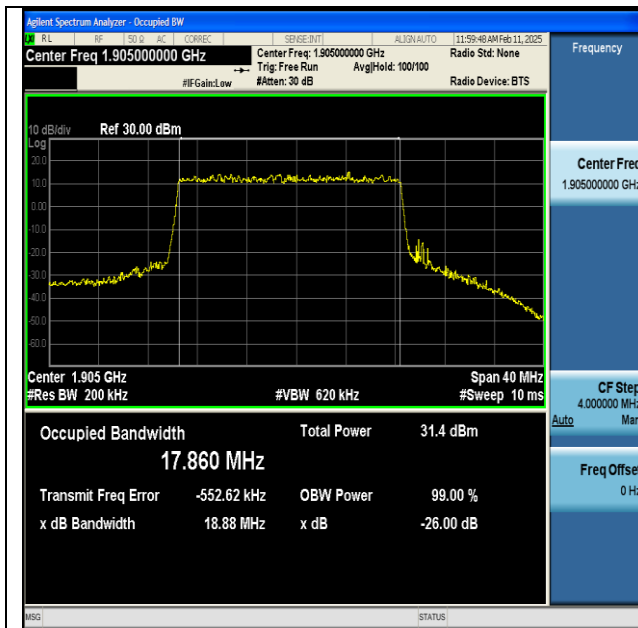 Agilent Spectrum Analyzer - Occupied BW
RL RF 50 Ω AC CORREC SENSE:INT ALIGN AUTO 11:59:48 AM Feb 11, 2025
Center Freq 1.905000000 GHz
Center Freq: 1.905000000 GHz
Radio Std: None
Trig: Free Run Avg|Hold: 100/100
#IFGain:Low
#Atten: 30 dB
Radio Device: BTS
Frequency
10 dB/div Ref 30.00 dBm
Log
20.0
10.0
0.00
-10.0
-20.0
-30.0
-40.0
-50.0
-60.0
Center Freq
1.905000000 GHz
Center 1.905 GHz
Span 40 MHz
#Res BW 200 kHz
#VBW 620 kHz
#Sweep 10 ms
CF Step
4.000000 MHz
Auto Man
Freq Offset
0 Hz
Occupied Bandwidth
Total Power 31.4 dBm
17.860 MHz
Transmit Freq Error -552.62 kHz
OBW Power 99.00 %
x dB Bandwidth 18.88 MHz
x dB -26.00 dB
MSG
STATUS